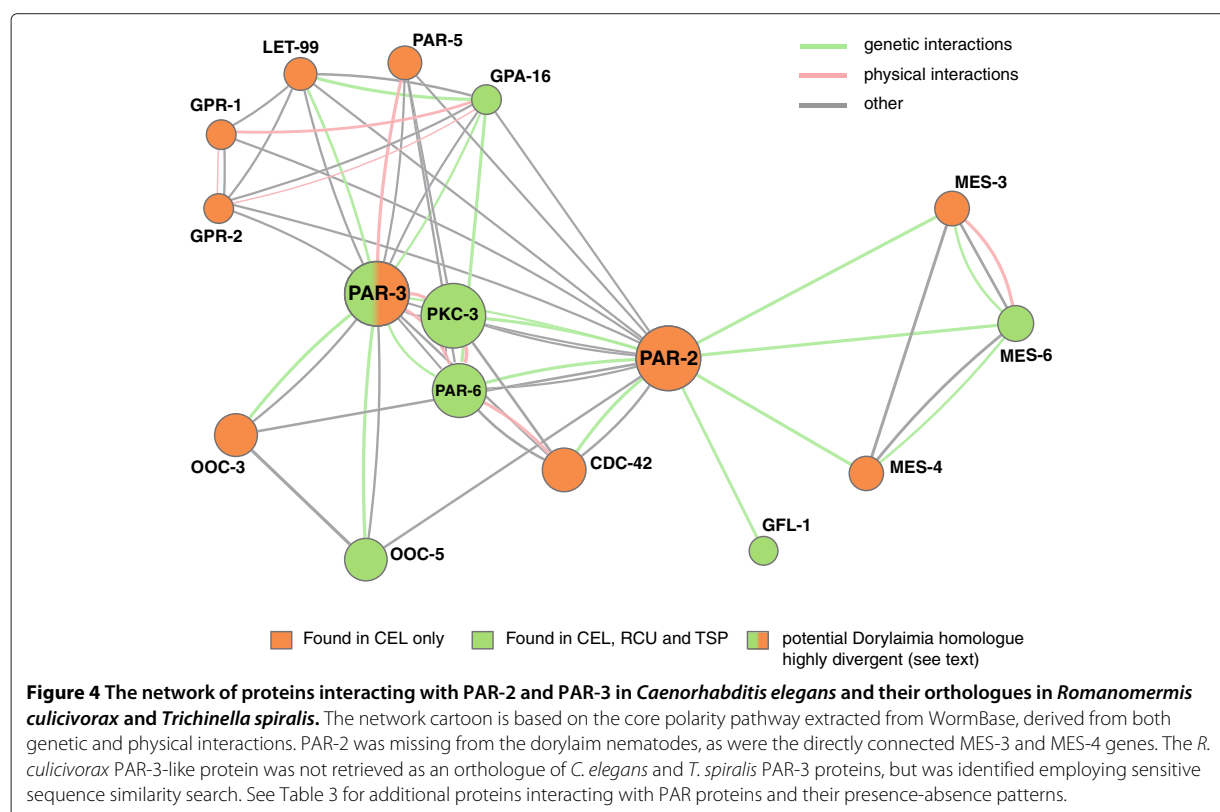 LET-99
PAR-5
GPA-16
GPR-1
GPR-2
genetic interactions
physical interactions
other
MES-3
PAR-3
PKC-3
PAR-2
MES-6
PAR-6
OOC-3
CDC-42
MES-4
GFL-1
OOC-5
Found in CEL only
Found in CEL, RCU and TSP
potential Dorylaimia homologue
highly divergent (see text)
Figure 4 The network of proteins interacting with PAR-2 and PAR-3 in Caenorhabditis elegans and their orthologues in Romanomermis
culicivorax and Trichinella spiralis. The network cartoon is based on the core polarity pathway extracted from WormBase, derived from both
genetic and physical interactions. PAR-2 was missing from the dorylaim nematodes, as were the directly connected MES-3 and MES-4 genes. The R.
culicivorax PAR-3-like protein was not retrieved as an orthologue of C. elegans and T. spiralis PAR-3 proteins, but was identified employing sensitive
sequence similarity search. See Table 3 for additional proteins interacting with PAR proteins and their presence-absence patterns.